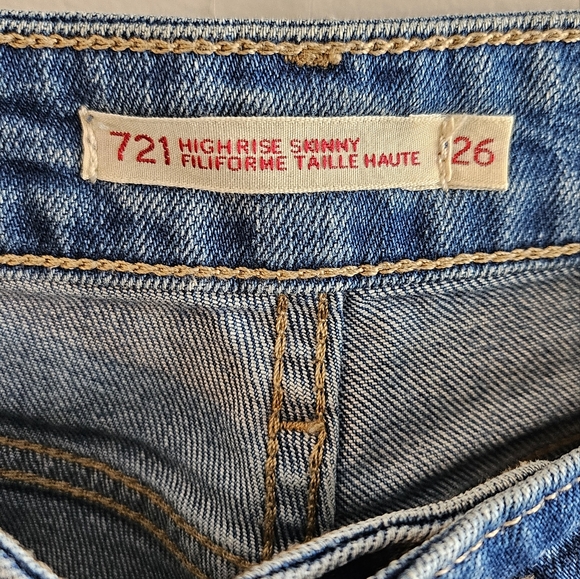 721 HIGH RISE SKINNY
FILIFORME TAILLE HAUTE
26